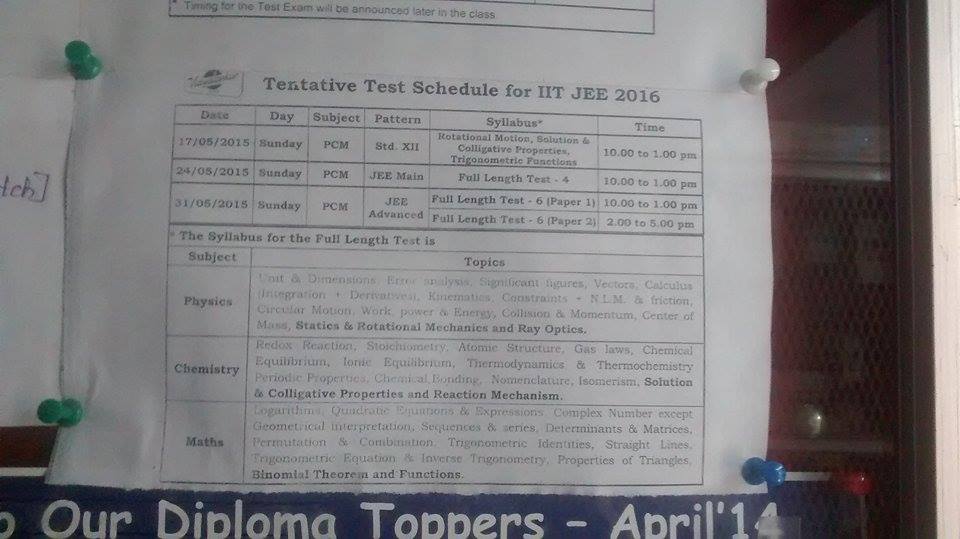 * Timing for the Test Exam will be announced later in the class.
Tentative Test Schedule for IIT JEE 2016
Date Day Subject Pattern Syllabus* Time
17/05/2015 Sunday PCM Std. XII Rotational Motion, Solution &
Colligative Properties,
Trigonometric Functions 10.00 to 1.00 pm
24/05/2015 Sunday PCM JEE Main Full Length Test - 4 10.00 to 1.00 pm
31/05/2015 Sunday PCM JEE
Advanced Full Length Test - 6 (Paper 1) 10.00 to 1.00 pm
Full Length Test - 6 (Paper 2) 2.00 to 5.00 pm
* The Syllabus for the Full Length Test is
Subject Topics
Physics
Unit & Dimensions, Error analysis, Significant figures, Vectors, Calculus
(Integration + Derivatives), Kinematics, Constraints + N.L.M. & friction,
Circular Motion, Work, power & Energy, Collision & Momentum, Center of
Mass, Statics & Rotational Mechanics and Ray Optics.
Chemistry
Redox Reaction, Stoichiometry, Atomic Structure, Gas laws, Chemical
Equilibrium, Ionic Equilibrium, Thermodynamics & Thermochemistry
Periodic Properties, Chemical Bonding, Nomenclature, Isomerism, Solution
& Colligative Properties and Reaction Mechanism.
Maths
Logarithms, Quadratic Equations & Expressions, Complex Number except
Geometrical Interpretation, Sequences & series, Determinants & Matrices,
Permutation & Combination, Trigonometric Identities, Straight Lines,
Trigonometric Equation & Inverse Trigonometry, Properties of Triangles,
Binomial Theorem and Functions.
tch]
o Our Diploma Toppers - April'14